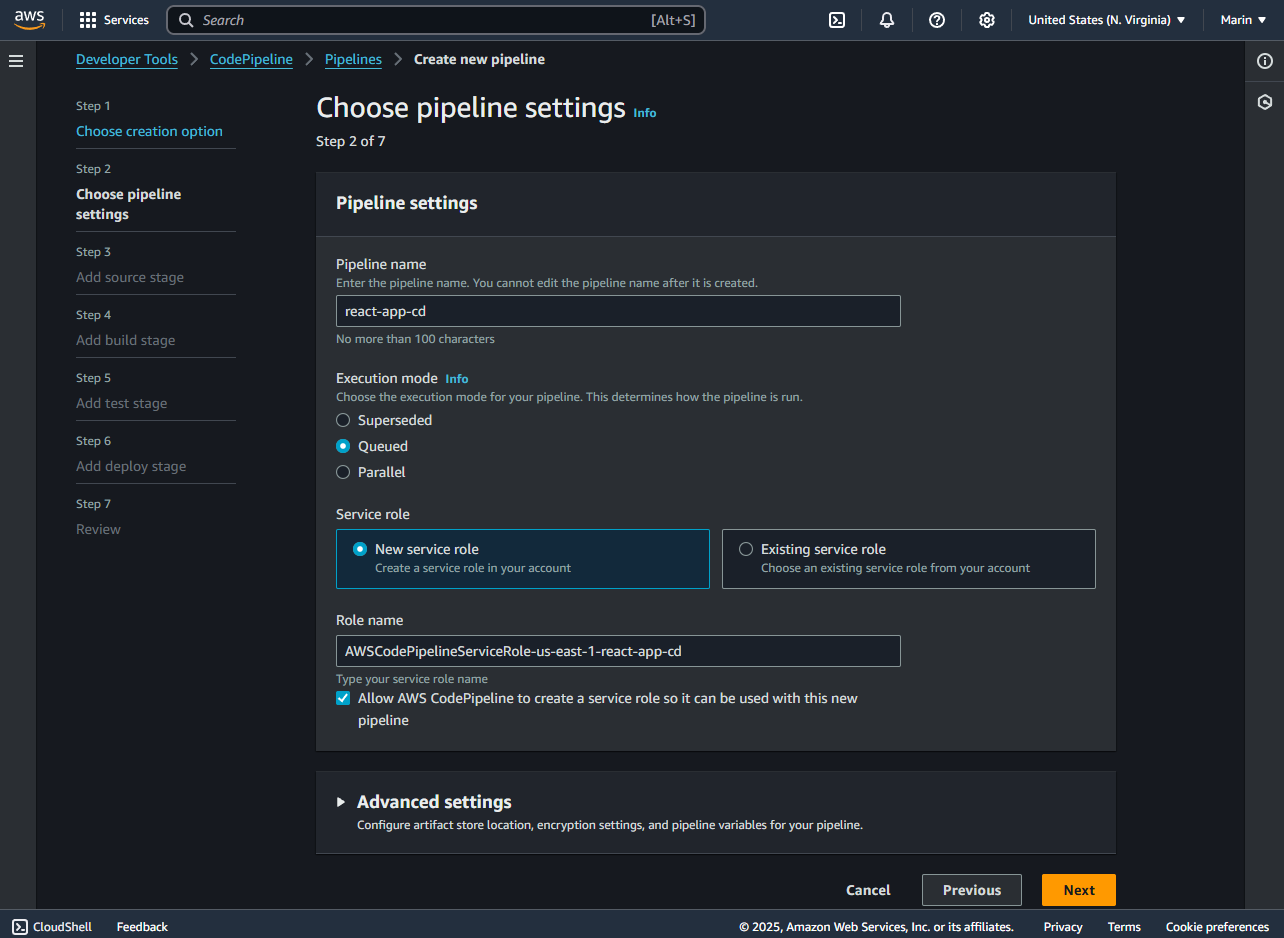 aws
Services
Search
[Alt+S]
United States (N. Virginia)
Marin
Developer Tools
CodePipeline
Pipelines
Create new pipeline
Step 1
Choose creation option
Step 2
Choose pipeline
settings
Step 3
Add source stage
Step 4
Add build stage
Step 5
Add test stage
Step 6
Add deploy stage
Step 7
Review
Choose pipeline settings Info
Step 2 of 7
Pipeline settings
Pipeline name
Enter the pipeline name. You cannot edit the pipeline name after it is created.
react-app-cd
No more than 100 characters
Execution mode Info
Choose the execution mode for your pipeline. This determines how the pipeline is run.
Superseded
Queued
Parallel
Service role
New service role
Create a service role in your account
Existing service role
Choose an existing service role from your account
Role name
AWSCodePipelineServiceRole-us-east-1-react-app-cd
Type your service role name
Allow AWS CodePipeline to create a service role so it can be used with this new
pipeline
Advanced settings
Configure artifact store location, encryption settings, and pipeline variables for your pipeline.
Cancel
Previous
Next
CloudShell
Feedback
© 2025, Amazon Web Services, Inc. or its affiliates.
Privacy
Terms
Cookie preferences